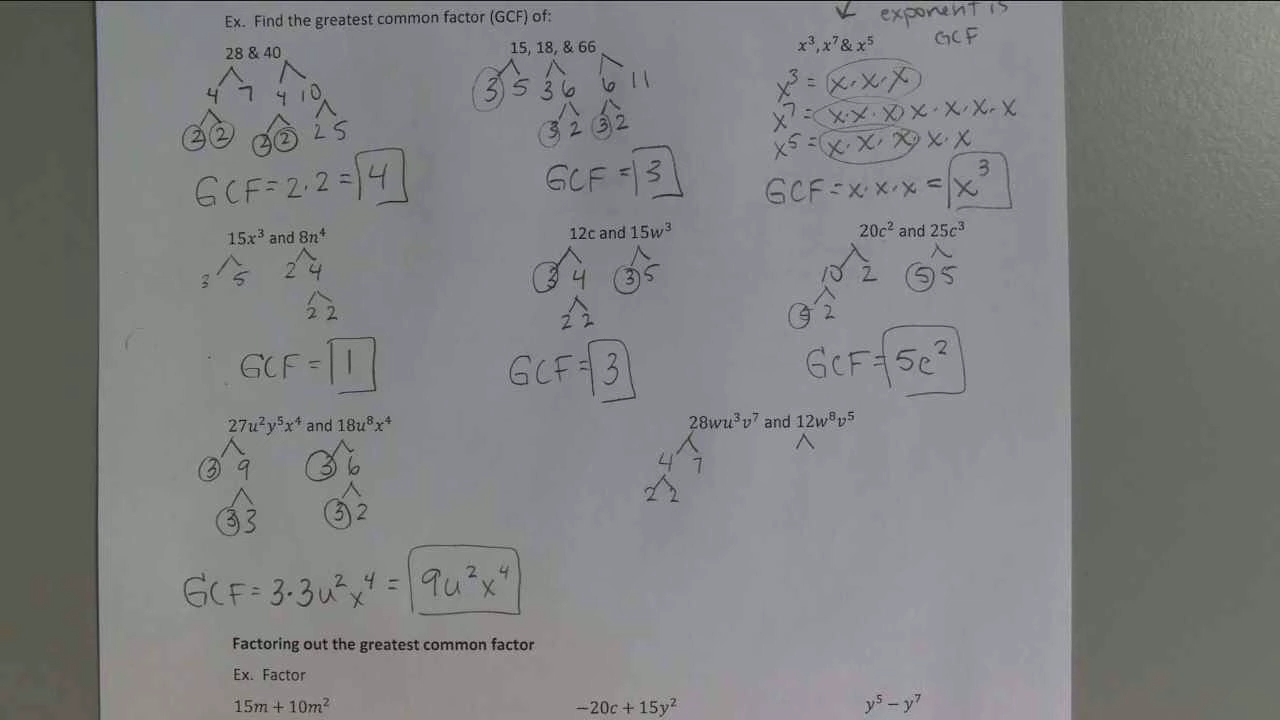 Ex. Find the greatest common factor (GCF) of:
exponent is
GCF
28 & 40
4 7 4 10
2 2 2 2 2 5
GCF = 2·2 = 4
15, 18, & 66
3 5 3 6 6 11
3 2 3 2
GCF = 3
x³, x⁷ & x⁵
x³ = x·x·x
x⁷ = x·x·x x·x·x·x
x⁵ = x·x·x·x·x
GCF = x·x·x = x³
15x³ and 8n⁴
3 5 2 4
2 2
GCF = 1
12c and 15w³
3 4 3 5
2 2
GCF = 3
20c² and 25c³
10 2 5 5
5 2
GCF = 5c²
27u²y⁵x⁴ and 18u⁸x⁴
3 9 3 6
3 3 3 2
GCF = 3·3u²x⁴ = 9u²x⁴
28wu³v⁷ and 12w⁸v⁵
4 7
2 2
Factoring out the greatest common factor
Ex. Factor
15m + 10m²
−20c + 15y²
y⁵ − y⁷